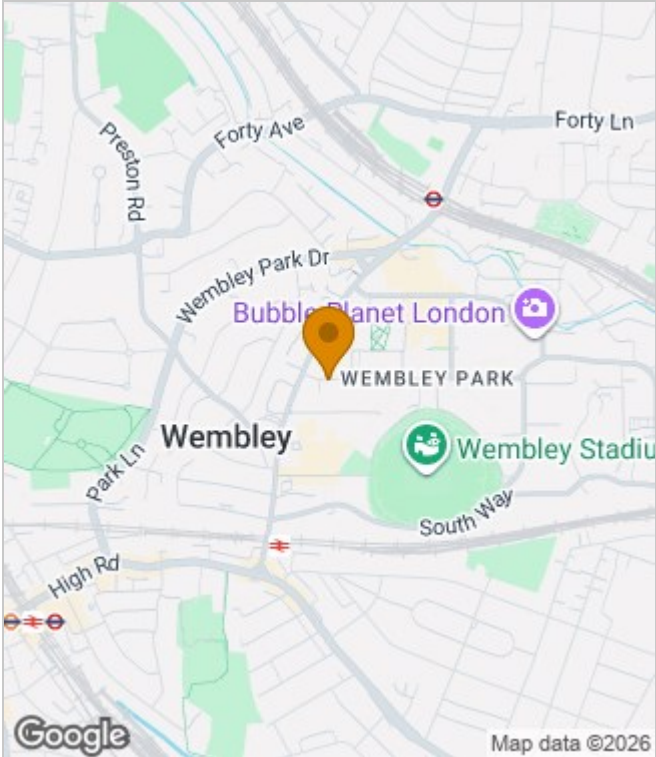 Forty Ave
Forty Ln
Preston Rd
Wembley Park Dr
Bubble Planet London
WEMBLEY PARK
Wembley
Wembley Stadiu
Park Ln
South Way
High Rd
Google
Map data ©2026